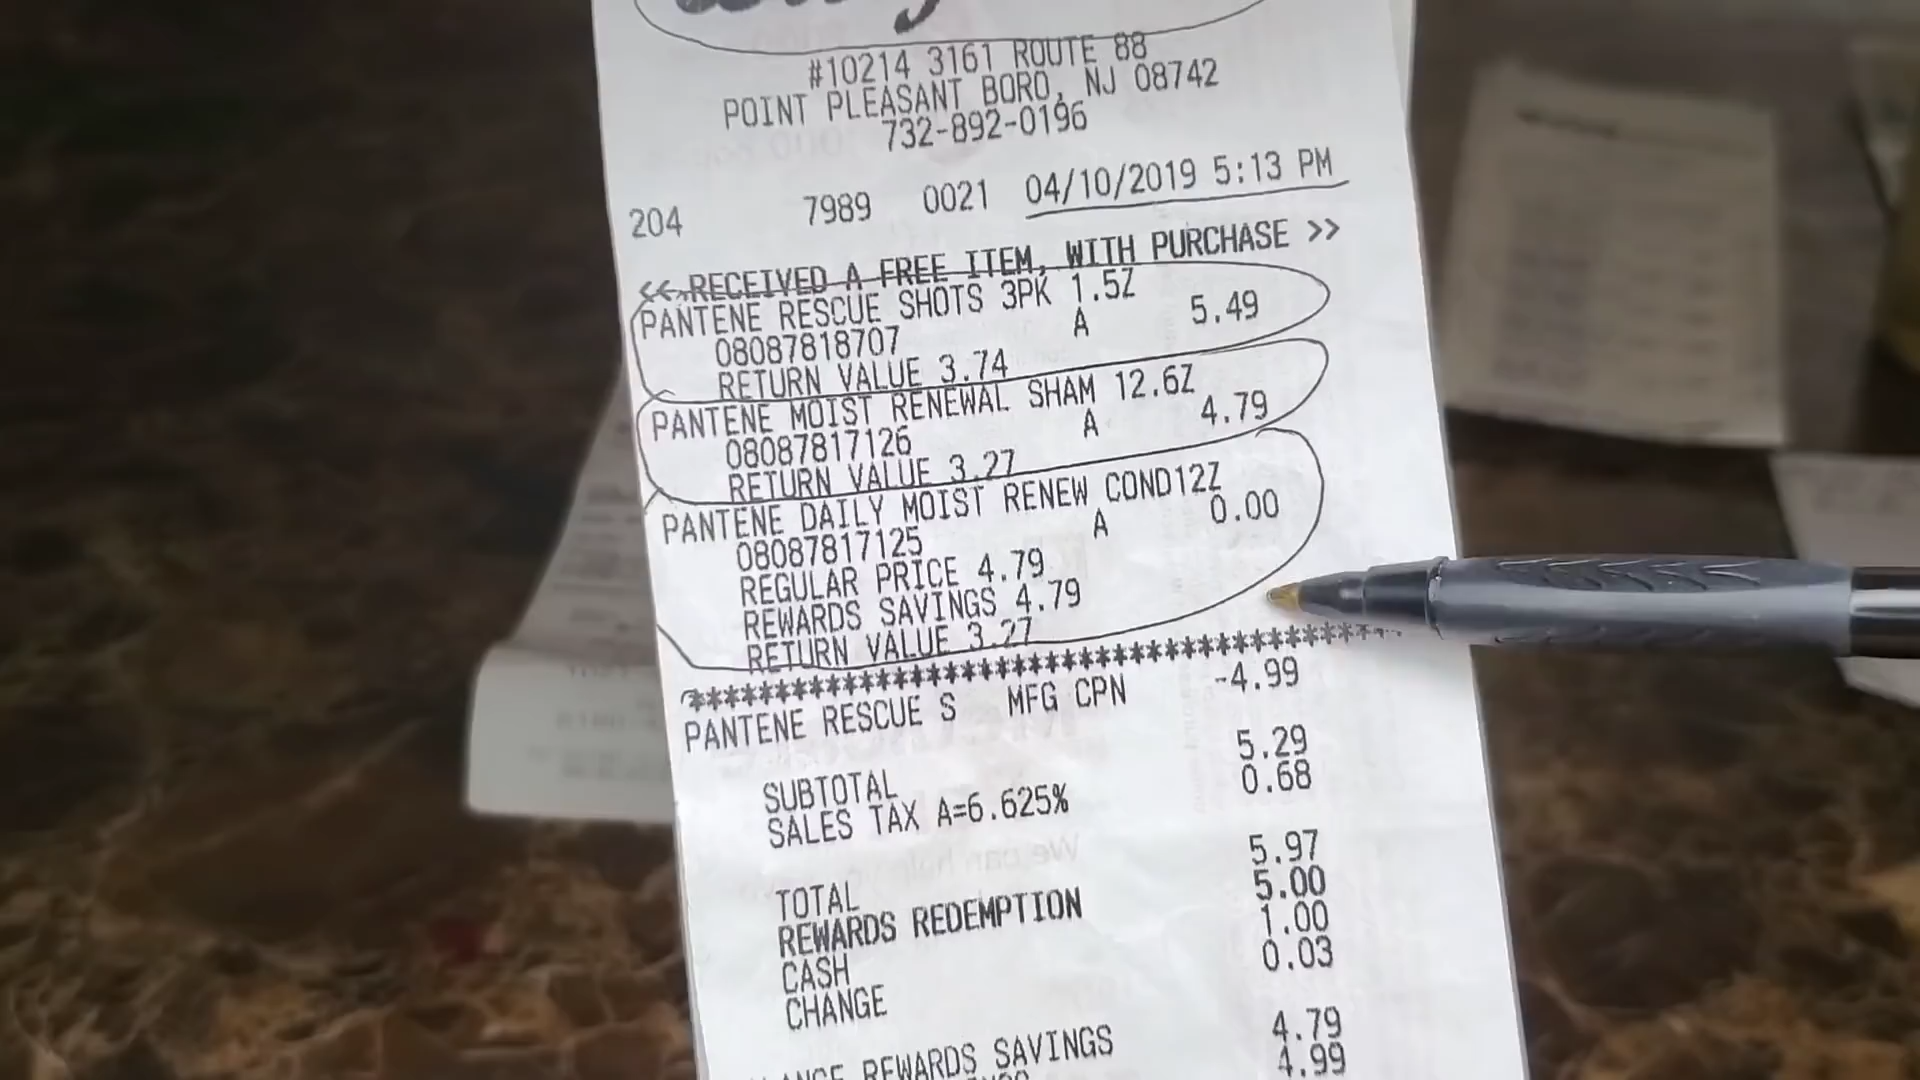 #10214 3161 ROUTE 88
POINT PLEASANT BORO, NJ 08742
732-892-0196
204 7989 0021 04/10/2019 5:13 PM
<< RECEIVED A FREE ITEM, WITH PURCHASE >>
PANTENE RESCUE SHOTS 3PK 1.5Z
08087818707 A 5.49
RETURN VALUE 3.74
PANTENE MOIST RENEWAL SHAM 12.6Z
08087817126 A 4.79
RETURN VALUE 3.27
PANTENE DAILY MOIST RENEW COND12Z
08087817125 A 0.00
REGULAR PRICE 4.79
REWARDS SAVINGS 4.79
RETURN VALUE 3.27
****************************************
PANTENE RESCUE S MFG CPN -4.99
SUBTOTAL 5.29
SALES TAX A=6.625% 0.68
TOTAL 5.97
REWARDS REDEMPTION 5.00
CASH 1.00
CHANGE 0.03
REWARDS SAVINGS 4.79
4.99